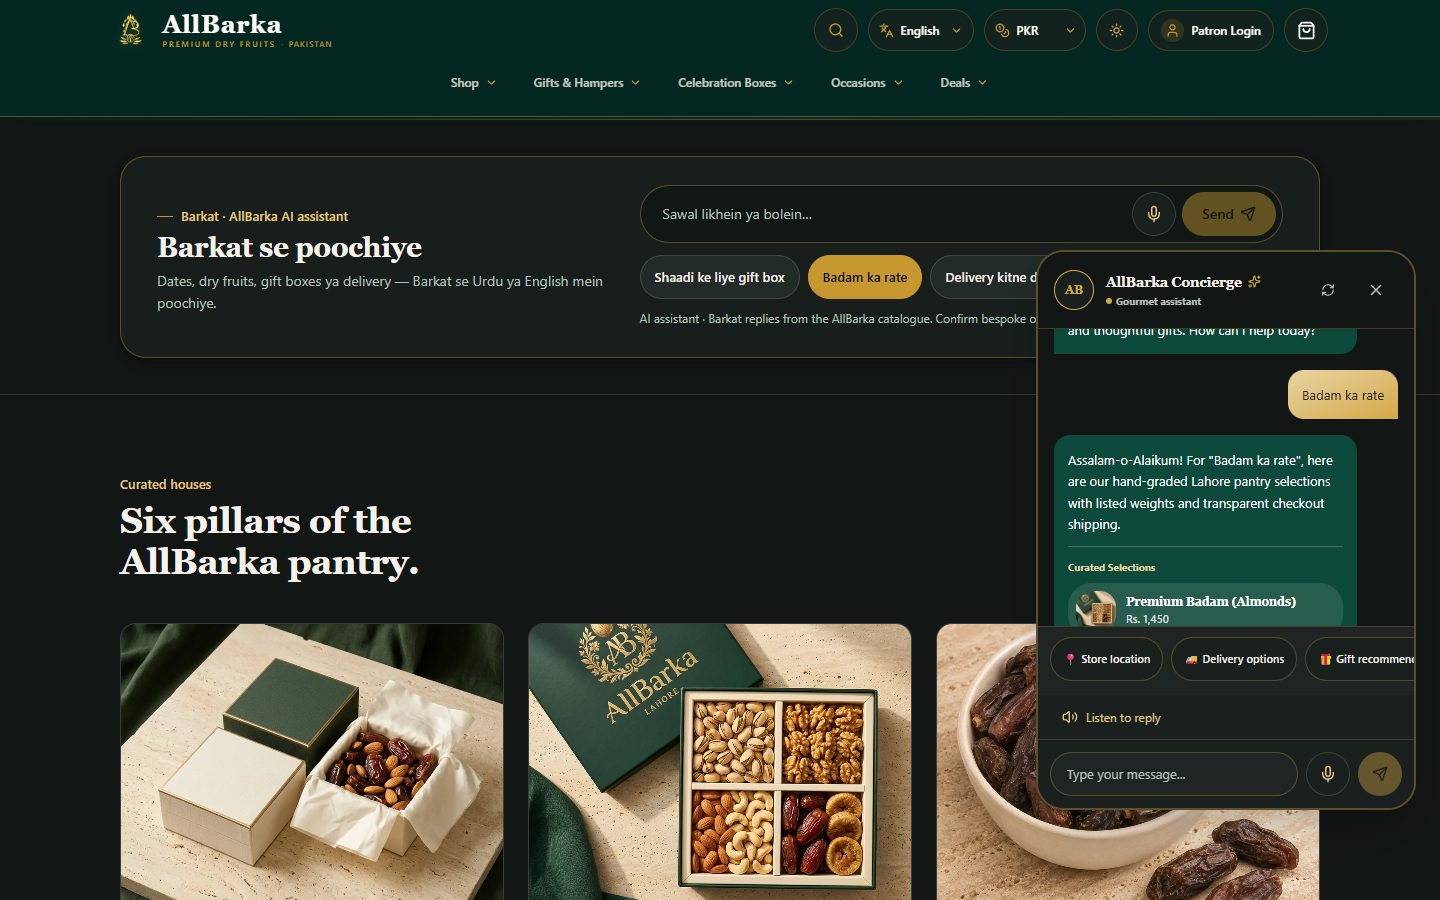 AllBarka
PREMIUM DRY FRUITS · PAKISTAN
English
PKR
Patron Login
Shop
Gifts & Hampers
Celebration Boxes
Occasions
Deals
Barkat · AllBarka AI assistant
Barkat se poochiye
Dates, dry fruits, gift boxes ya delivery — Barkat se Urdu ya English mein
poochiye.
Sawal likhein ya bolein...
Send
Shaadi ke liye gift box
Badam ka rate
Delivery kitne
AI assistant · Barkat replies from the AllBarka catalogue. Confirm bespoke
AB
AllBarka Concierge
Gourmet assistant
and thoughtful gifts. How can I help today?
Badam ka rate
Assalam-o-Alaikum! For "Badam ka rate", here
are our hand-graded Lahore pantry selections
with listed weights and transparent checkout
shipping.
Curated Selections
Premium Badam (Almonds)
Rs. 1,450
Store location
Delivery options
Gift recommen
Listen to reply
Type your message...
Curated houses
Six pillars of the
AllBarka pantry.
AB
AllBarka
LAHORE